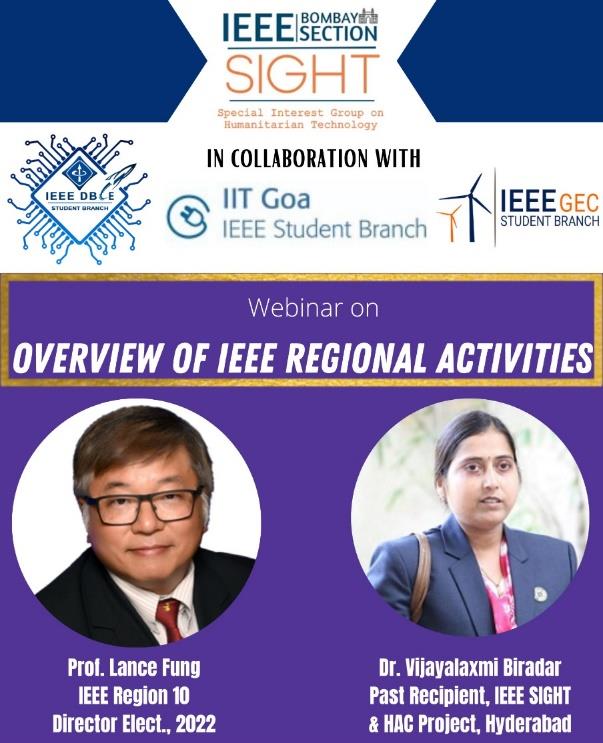 IEEE BOMBAY SECTION
SIGHT
Special Interest Group on
Humanitarian Technology
IN COLLABORATION WITH
IEEE DBCE
STUDENT BRANCH
IIT Goa
IEEE Student Branch
IEEE GEC
STUDENT BRANCH
Webinar on
OVERVIEW OF IEEE REGIONAL ACTIVITIES
Prof. Lance Fung
IEEE Region 10
Director Elect., 2022
Dr. Vijayalaxmi Biradar
Past Recipient, IEEE SIGHT
& HAC Project, Hyderabad